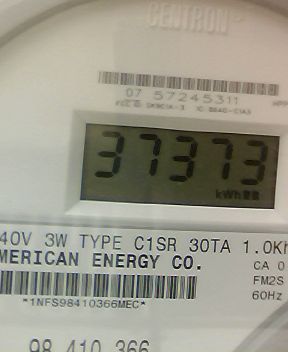 CENTRON
07 57245311
37373
kWh
40V 3W TYPE C1SR 30TA 1.0Kh
MERICAN ENERGY CO.
CA 0
FM2S
60Hz
*1NFS98410366MEC*
98 410 366